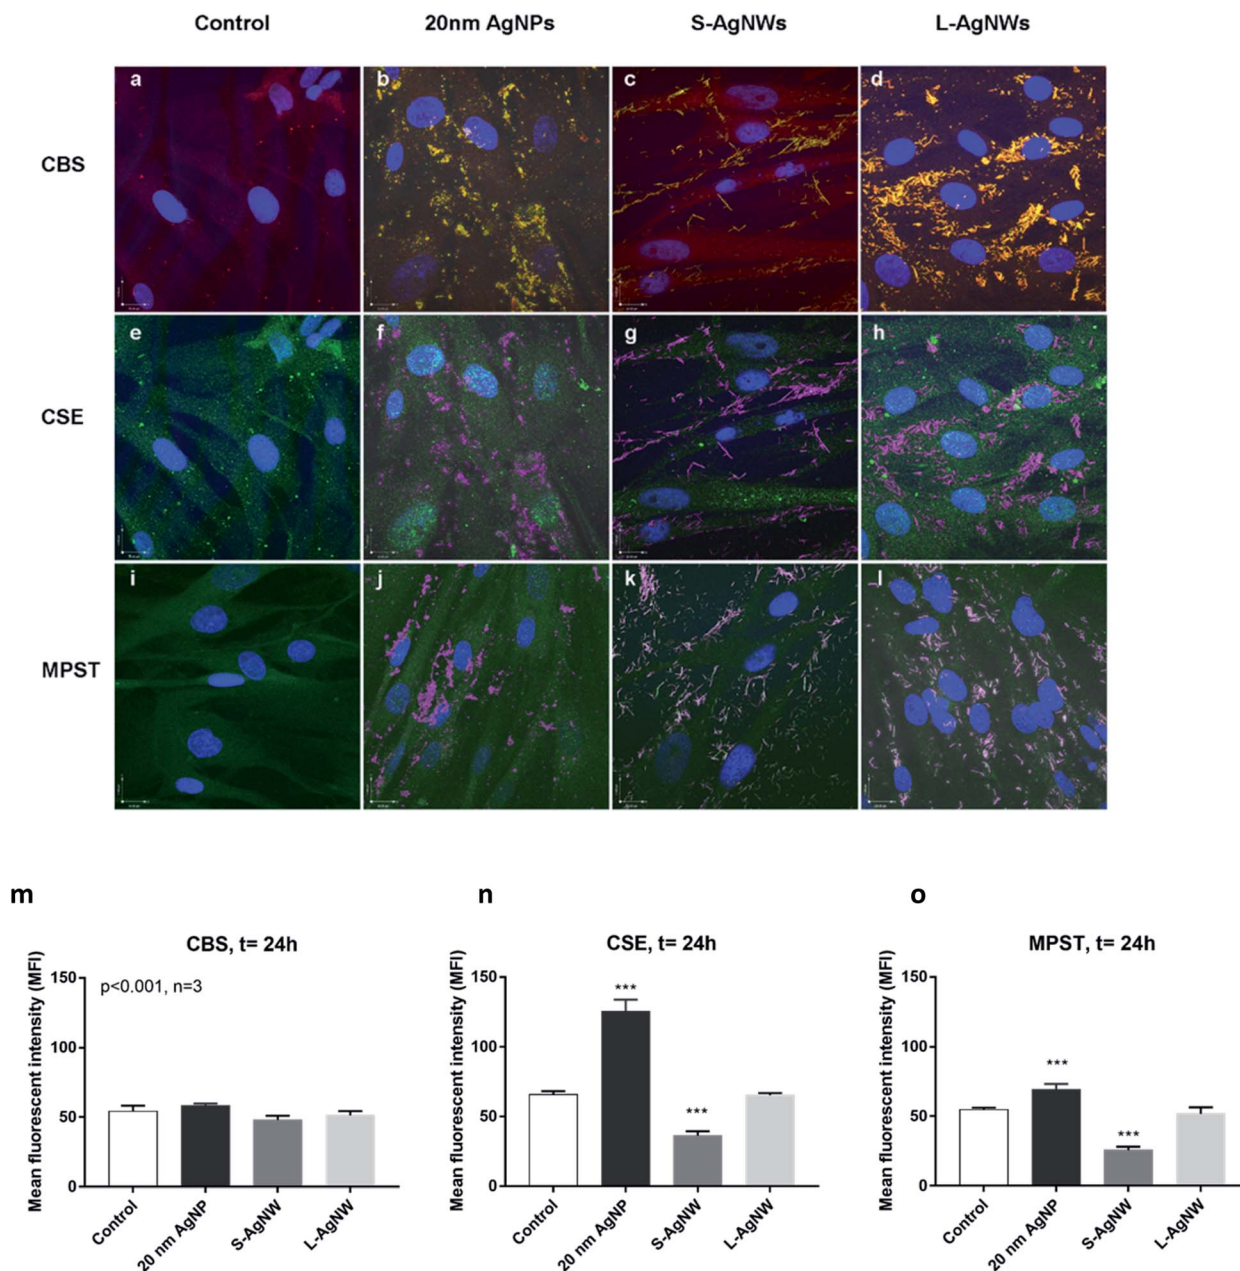 Control 20nm AgNPs S-AgNWs L-AgNWs
a b c d
CBS
e f g h
CSE
i j k l
MPST
m n o
CBS, t= 24h
Mean fluorescent intensity (MFI)
p<0.001, n=3
150
100
50
0
Control 20 nm AgNP S-AgNW L-AgNW
CSE, t= 24h
Mean fluorescent intensity (MFI)
150
100
50
0
***
***
Control 20 nm AgNP S-AgNW L-AgNW
MPST, t= 24h
Mean fluorescent intensity (MFI)
150
100
50
0
***
***
Control 20 nm AgNP S-AgNW L-AgNW